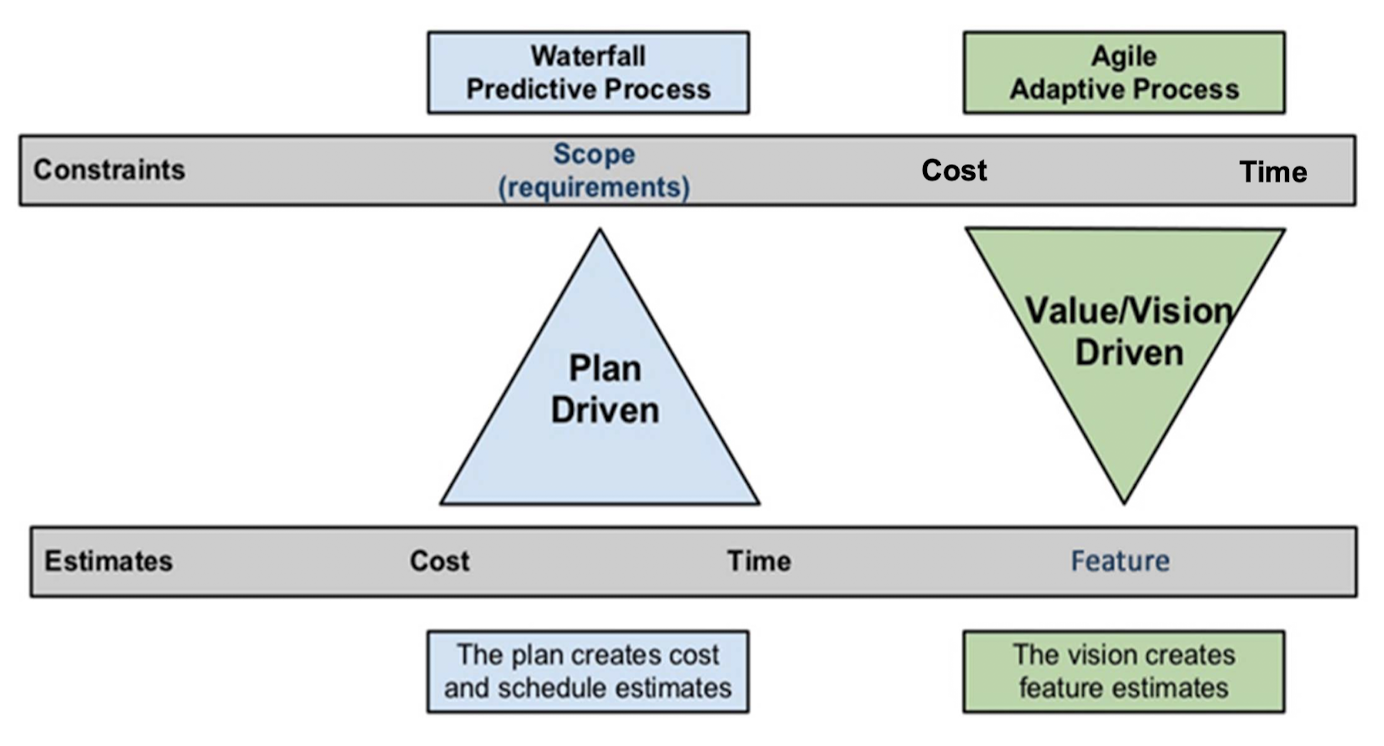 Waterfall
Predictive Process
Agile
Adaptive Process
Constraints
Scope
(requirements)
Cost
Time
Plan
Driven
Value/Vision
Driven
Estimates
Cost
Time
Feature
The plan creates cost
and schedule estimates
The vision creates
feature estimates